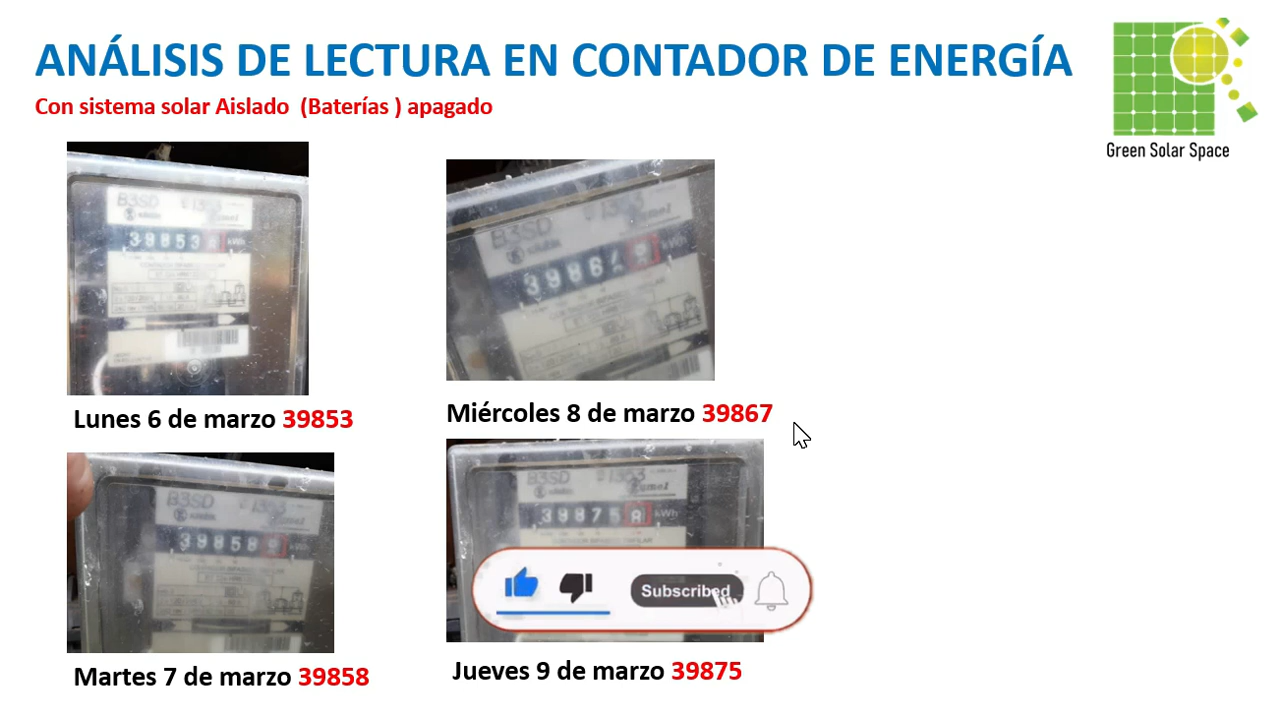 ANÁLISIS DE LECTURA EN CONTADOR DE ENERGÍA
Con sistema solar Aislado (Baterías ) apagado
Green Solar Space
B3SD
39853
kWh
Lunes 6 de marzo 39853
B3SD
3986
kWh
Miércoles 8 de marzo 39867
B3SD
39858
kWh
Martes 7 de marzo 39858
B3SD
39875
kWh
Subscribed
Jueves 9 de marzo 39875